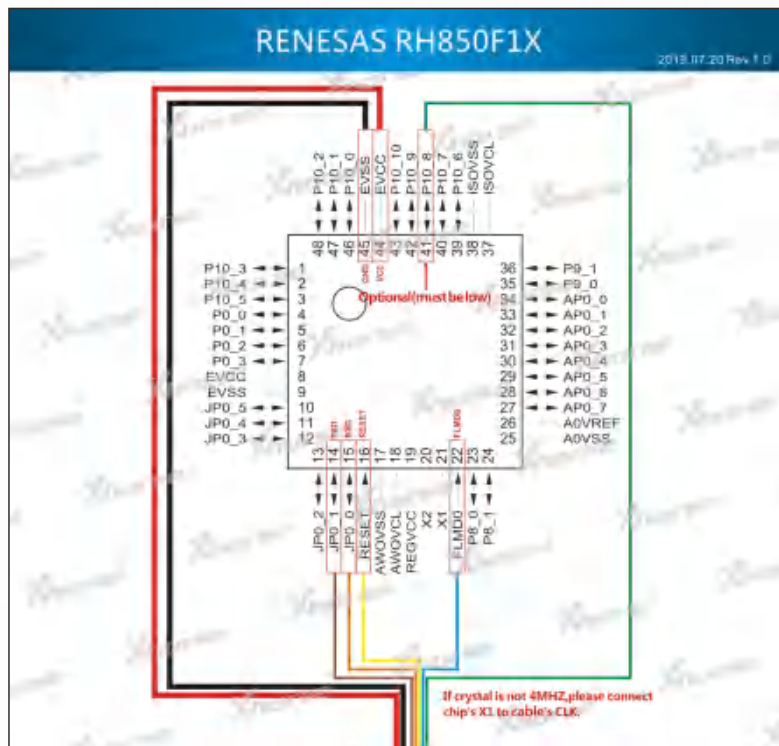 RENESAS RH850F1X
2019.07.20 Rev 1.0
48 P10_2
47 P10_1
46 P10_0
45 EVSS
44 EVCC
43 P10_10
42 P10_9
41 P10_8
40 P10_7
39 P10_6
38 ISOVSS
37 ISOVCL
GND
VCC
Optional(must below)
P10_3 1
P10_4 2
P10_5 3
P0_0 4
P0_1 5
P0_2 6
P0_3 7
EVCC 8
EVSS 9
JP0_5 10
JP0_4 11
JP0_3 12
36 P9_1
35 P9_0
34 AP0_0
33 AP0_1
32 AP0_2
31 AP0_3
30 AP0_4
29 AP0_5
28 AP0_6
27 AP0_7
26 A0VREF
25 A0VSS
RESET
FLMD0
13 JP0_2
14 JP0_1
15 JP0_0
16 RESET
17 AWOVSS
18 AWOVCL
19 REGVCC
20 X2
21 X1
22 FLMD0
23 P8_0
24 P8_1
If crystal is not 4MHZ,please connect
chip's X1 to cable's CLK.